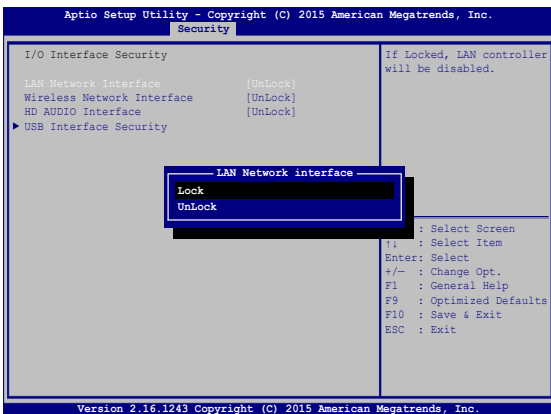 Aptio Setup Utility - Copyright (C) 2015 American Megatrends, Inc.
Security
I/O Interface Security
LAN Network Interface [UnLock]
Wireless Network Interface [UnLock]
HD AUDIO Interface [UnLock]
USB Interface Security
If Locked, LAN controller
will be disabled.
LAN Network interface
Lock
UnLock
: Select Screen
↑↓ : Select Item
Enter: Select
+/— : Change Opt.
F1 : General Help
F9 : Optimized Defaults
F10 : Save & Exit
ESC : Exit
Version 2.16.1243 Copyright (C) 2015 American Megatrends, Inc.